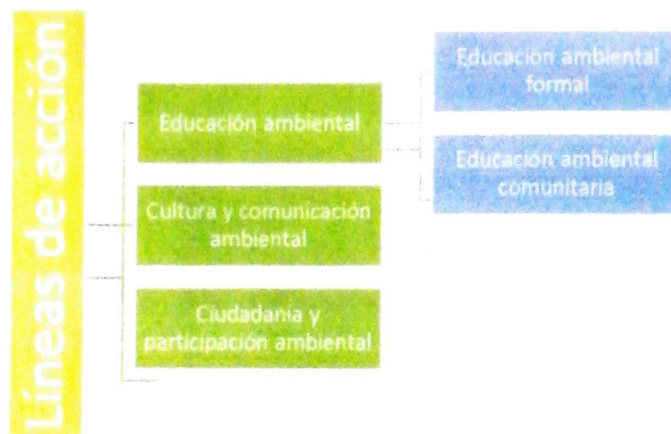 Líneas de acción
Educación ambiental
Cultura y comunicación
ambiental
Ciudadanía y
participación ambiental
Educación ambiental
formal
Educación ambiental
comunitaria